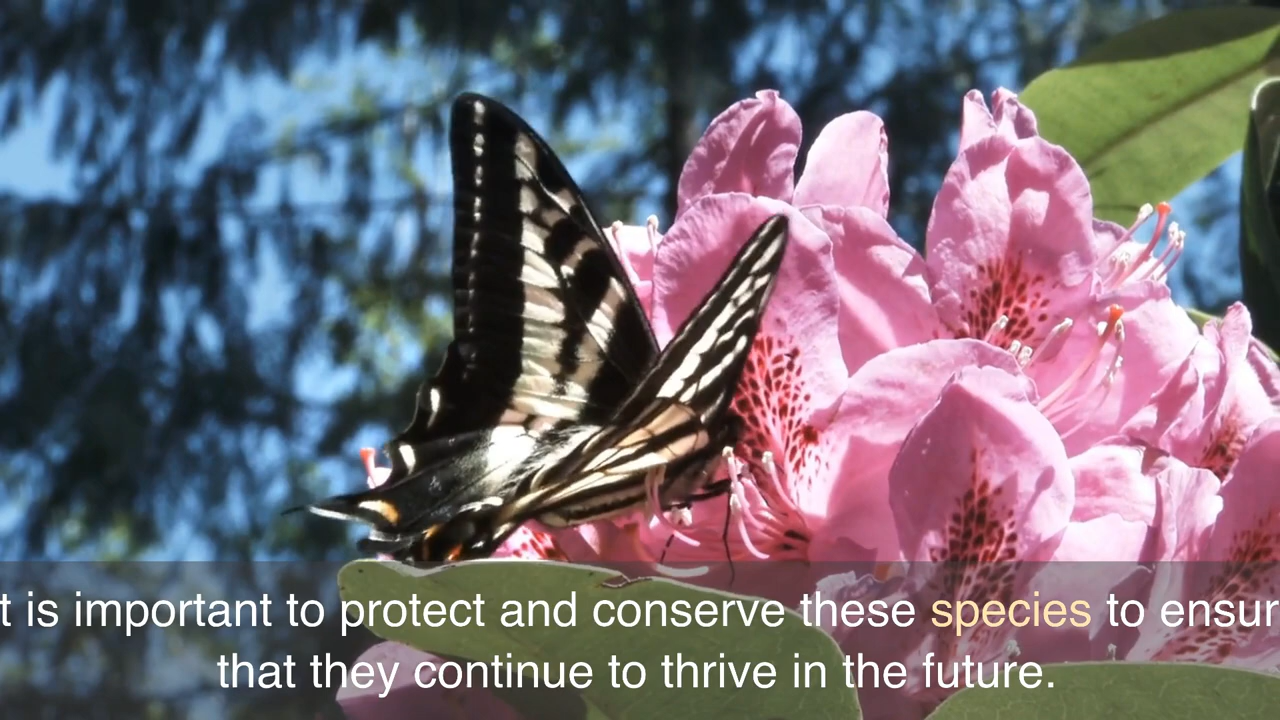 t is important to protect and conserve these species to ensur
that they continue to thrive in the future.